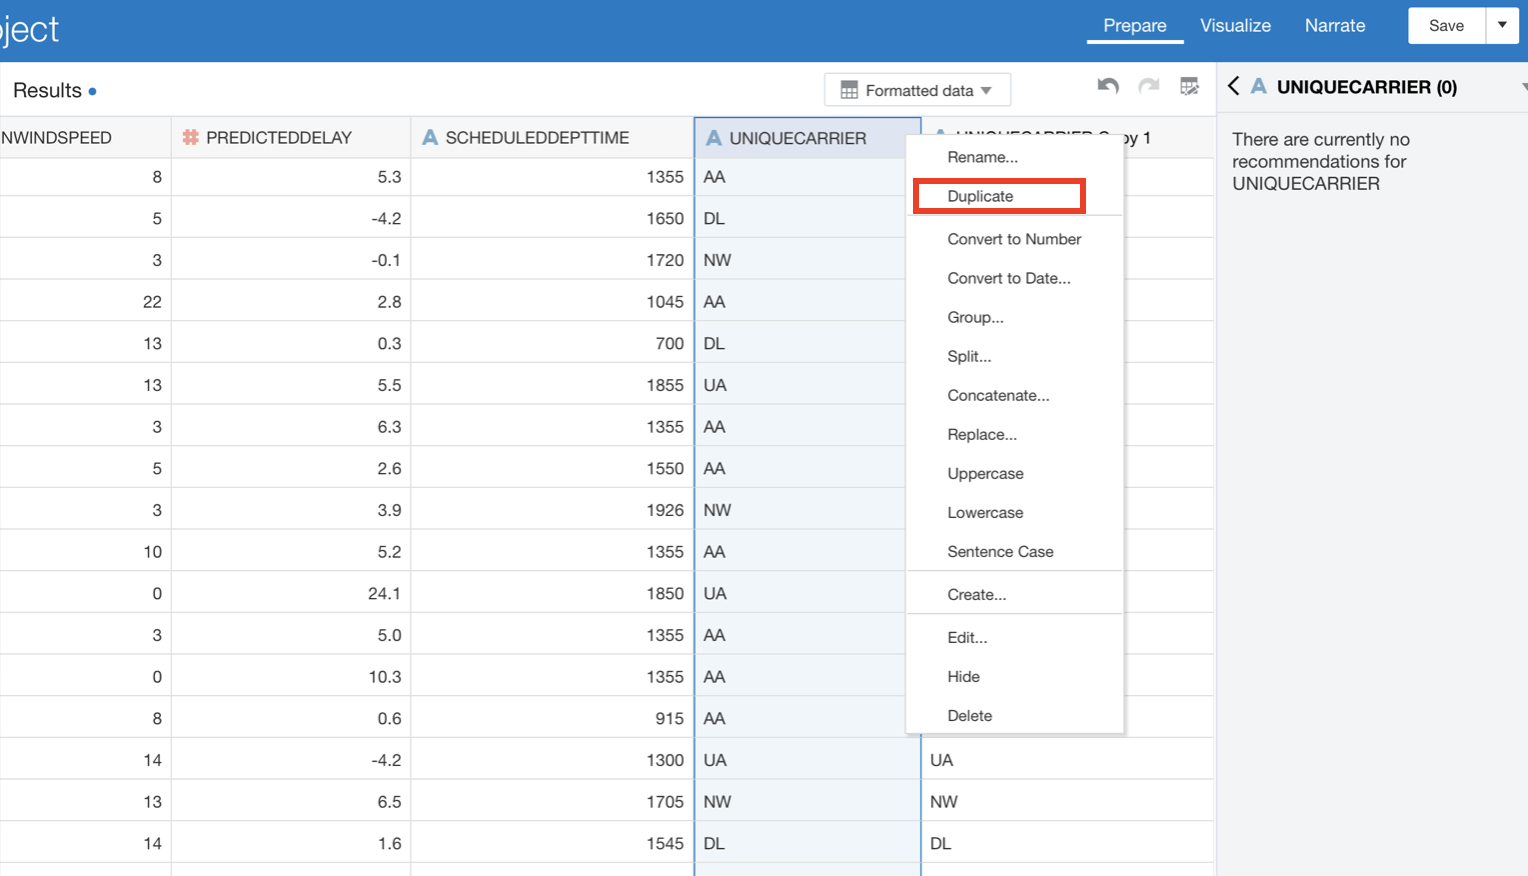 oject
Prepare Visualize Narrate Save
Results Formatted data
UNIQUECARRIER (0)
There are currently no
recommendations for
UNIQUECARRIER
NWINDSPEED PREDICTEDDELAY SCHEDULEDDEPTTIME UNIQUECARRIER UNIQUECARRIER Copy 1
Rename...
Duplicate
Convert to Number
Convert to Date...
Group...
Split...
Concatenate...
Replace...
Uppercase
Lowercase
Sentence Case
Create...
Edit...
Hide
Delete
8 5.3 1355 AA
5 -4.2 1650 DL
3 -0.1 1720 NW
22 2.8 1045 AA
13 0.3 700 DL
13 5.5 1855 UA
3 6.3 1355 AA
5 2.6 1550 AA
3 3.9 1926 NW
10 5.2 1355 AA
0 24.1 1850 UA
3 5.0 1355 AA
0 10.3 1355 AA
8 0.6 915 AA
14 -4.2 1300 UA UA
13 6.5 1705 NW NW
14 1.6 1545 DL DL